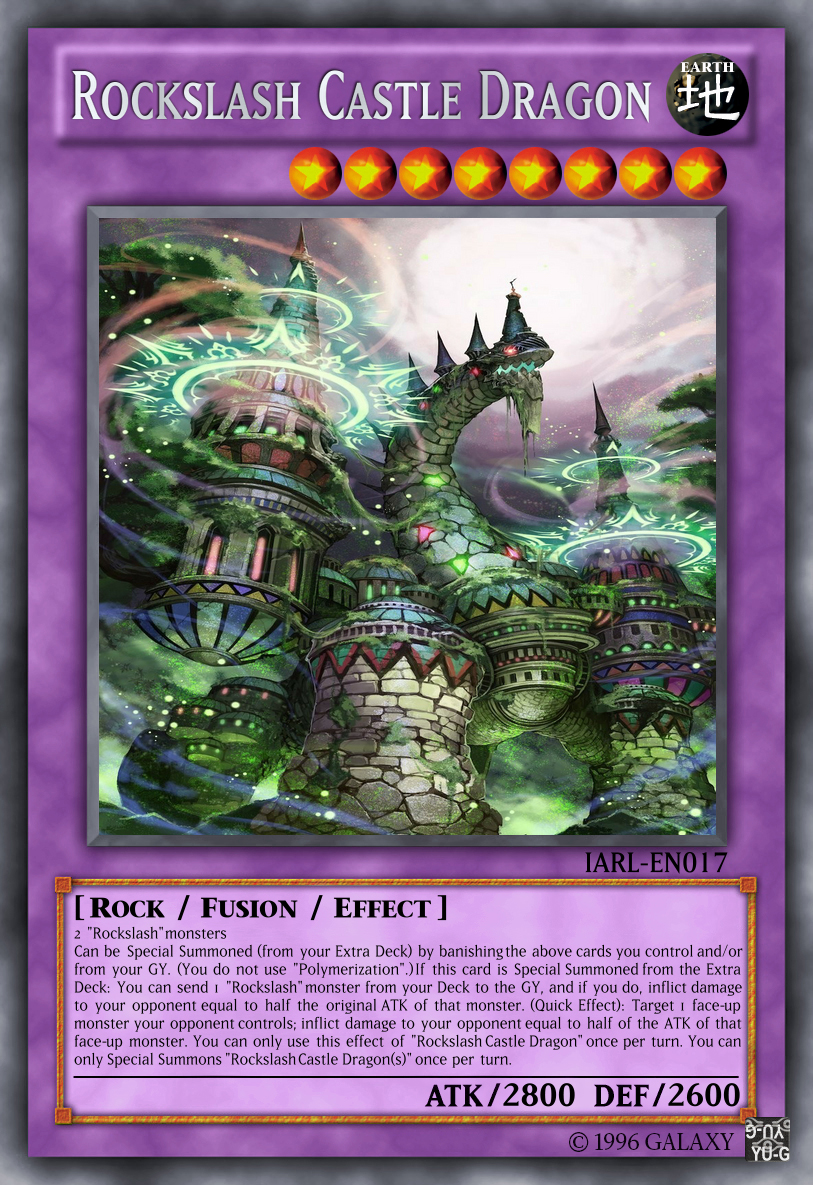 Rockslash Castle Dragon
EARTH
地
IARL-EN017
[ Rock / Fusion / Effect ]
2 "Rockslash" monsters
Can be Special Summoned (from your Extra Deck) by banishing the above cards you control and/or
from your GY. (You do not use "Polymerization".)If this card is Special Summoned from the Extra
Deck: You can send 1 "Rockslash" monster from your Deck to the GY, and if you do, inflict damage
to your opponent equal to half the original ATK of that monster. (Quick Effect): Target 1 face-up
monster your opponent controls; inflict damage to your opponent equal to half of the ATK of that
face-up monster. You can only use this effect of "Rockslash Castle Dragon" once per turn. You can
only Special Summons "Rockslash Castle Dragon(s)" once per turn.
ATK/2800 DEF/2600
© 1996 GALAXY
YU-G
YU-G